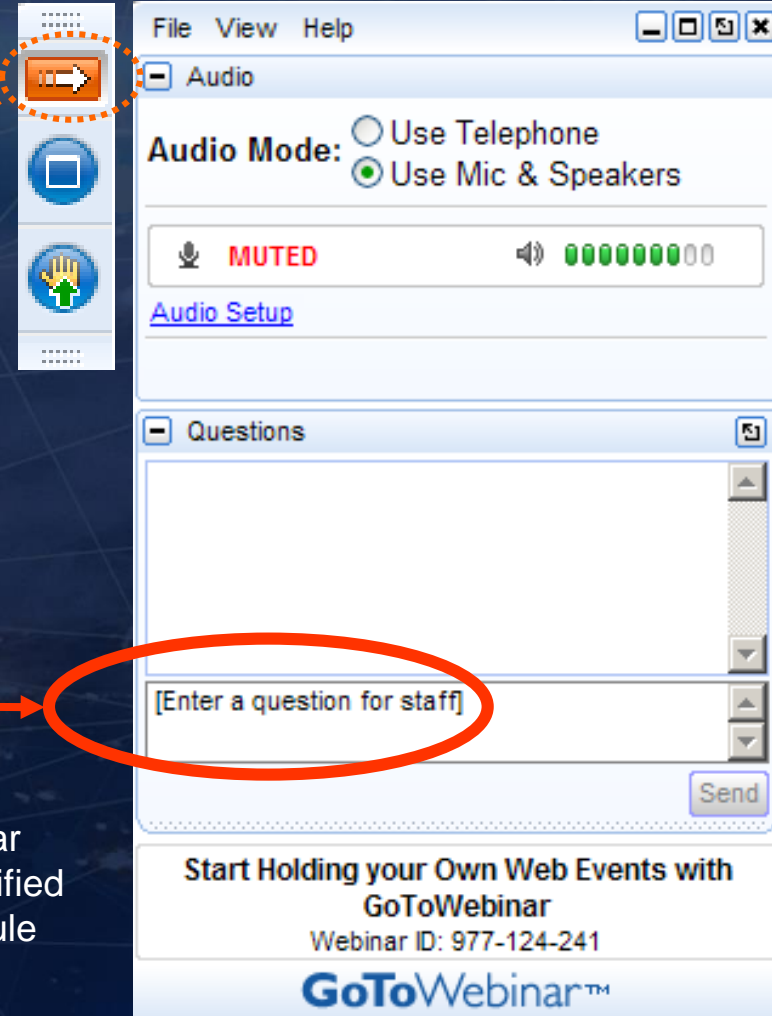 File View Help
Audio
Audio Mode:
Use Telephone
Use Mic & Speakers
MUTED
Audio Setup
Questions
[Enter a question for staff]
Send
Start Holding your Own Web Events with
GoToWebinar
Webinar ID: 977-124-241
GoToWebinar™